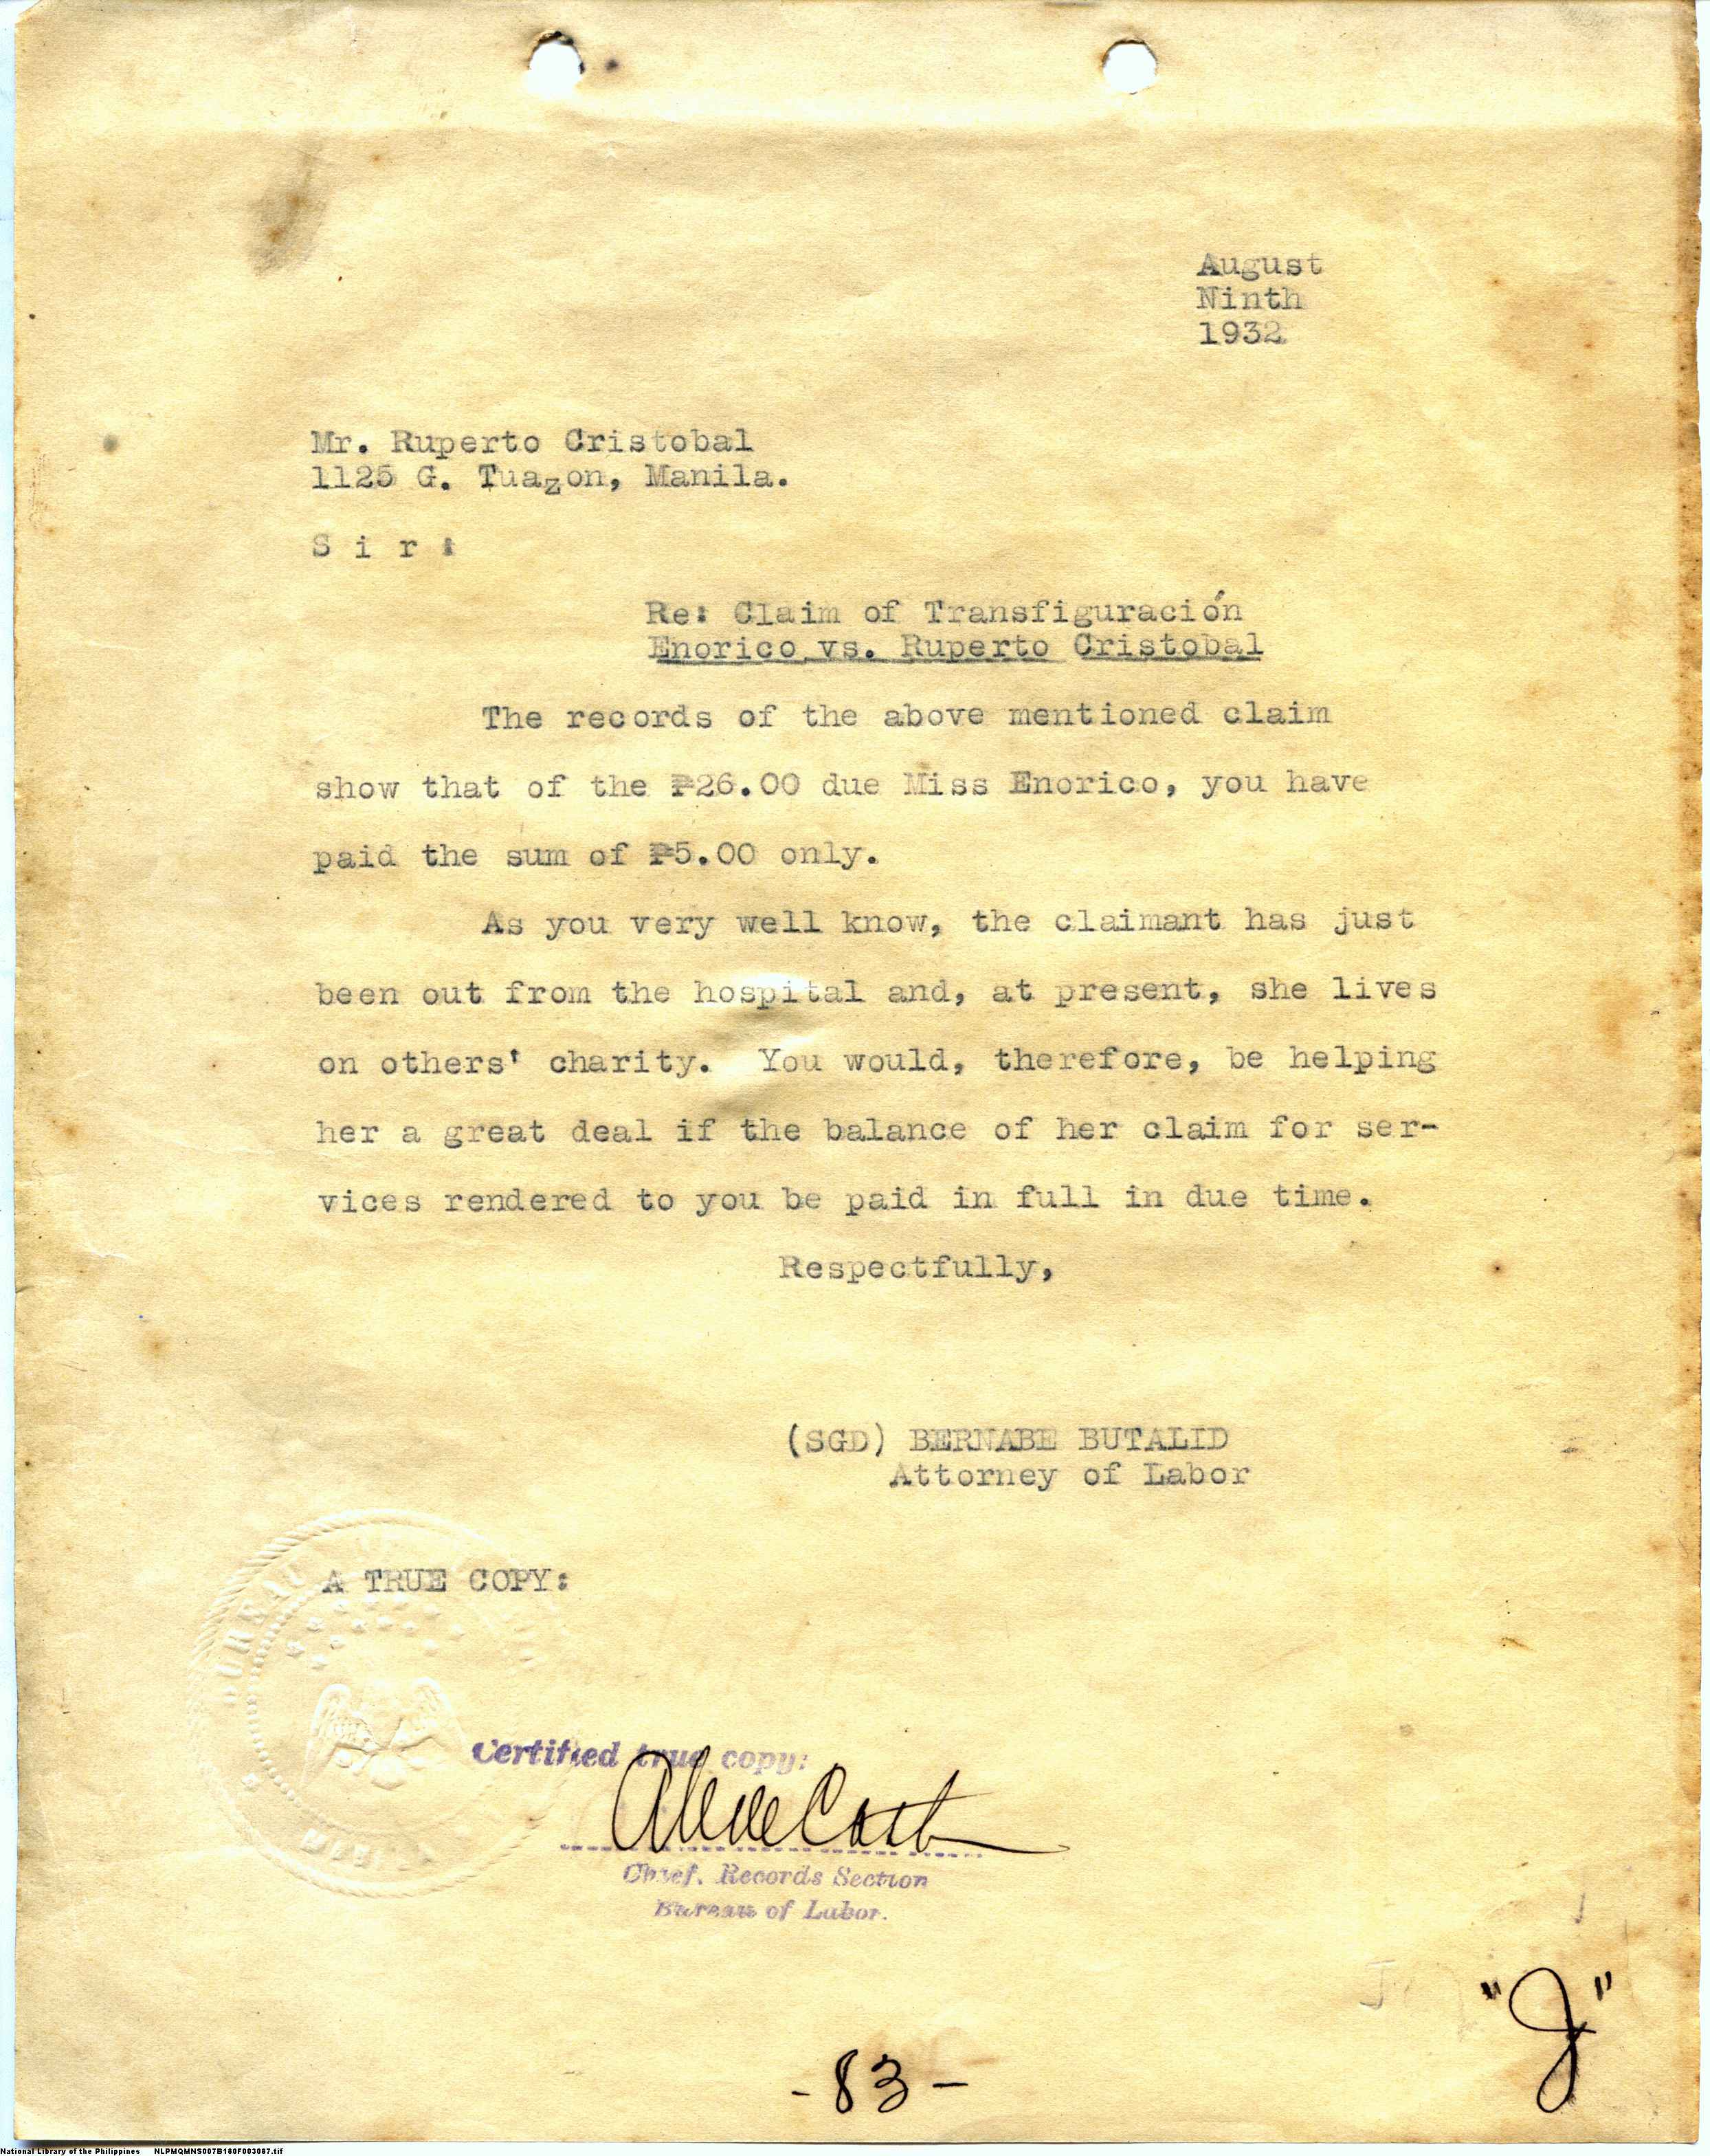 August
Ninth
1932
Mr. Ruperto Cristobal
1125 G. Tuazon, Manila.
S i r :
Re: Claim of Transfiguración
Enorico vs. Ruperto Cristobal
The records of the above mentioned claim
show that of the ₱26.00 due Miss Enorico, you have
paid the sum of ₱5.00 only.
As you very well know, the claimant has just
been out from the hospital and, at present, she lives
on others' charity. You would, therefore, be helping
her a great deal if the balance of her claim for ser-
vices rendered to you be paid in full in due time.
Respectfully,
(SGD) BERNABE BUTALID
Attorney of Labor
A TRUE COPY:
BUREAU
MANILA
Certified true copy:
Chief, Records Section
Bureau of Labor.
"J"
-83-
National Library of the Philippines NLPMQMNS007B180F003087.tif